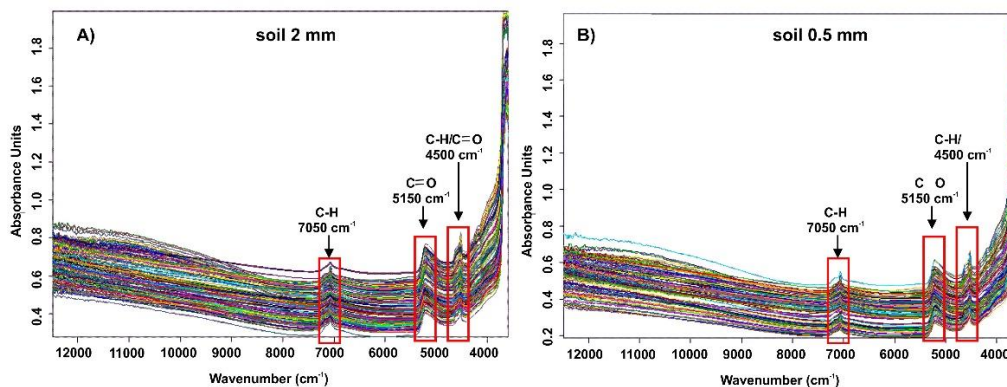 A)
soil 2 mm
Absorbance Units
1.8
1.6
1.4
1.2
1.0
0.8
0.6
0.4
C-H/C=O
4500 cm-1
C=O
5150 cm-1
C-H
7050 cm-1
12000 11000 10000 9000 8000 7000 6000 5000 4000
Wavenumber (cm-1)
B)
soil 0.5 mm
Absorbance Units
1.8
1.6
1.4
1.2
1.0
0.8
0.6
0.4
0.2
C-H/
4500 cm-1
C O
5150 cm-1
C-H
7050 cm-1
12000 11000 10000 9000 8000 7000 6000 5000 4000
Wavenumber (cm-1)